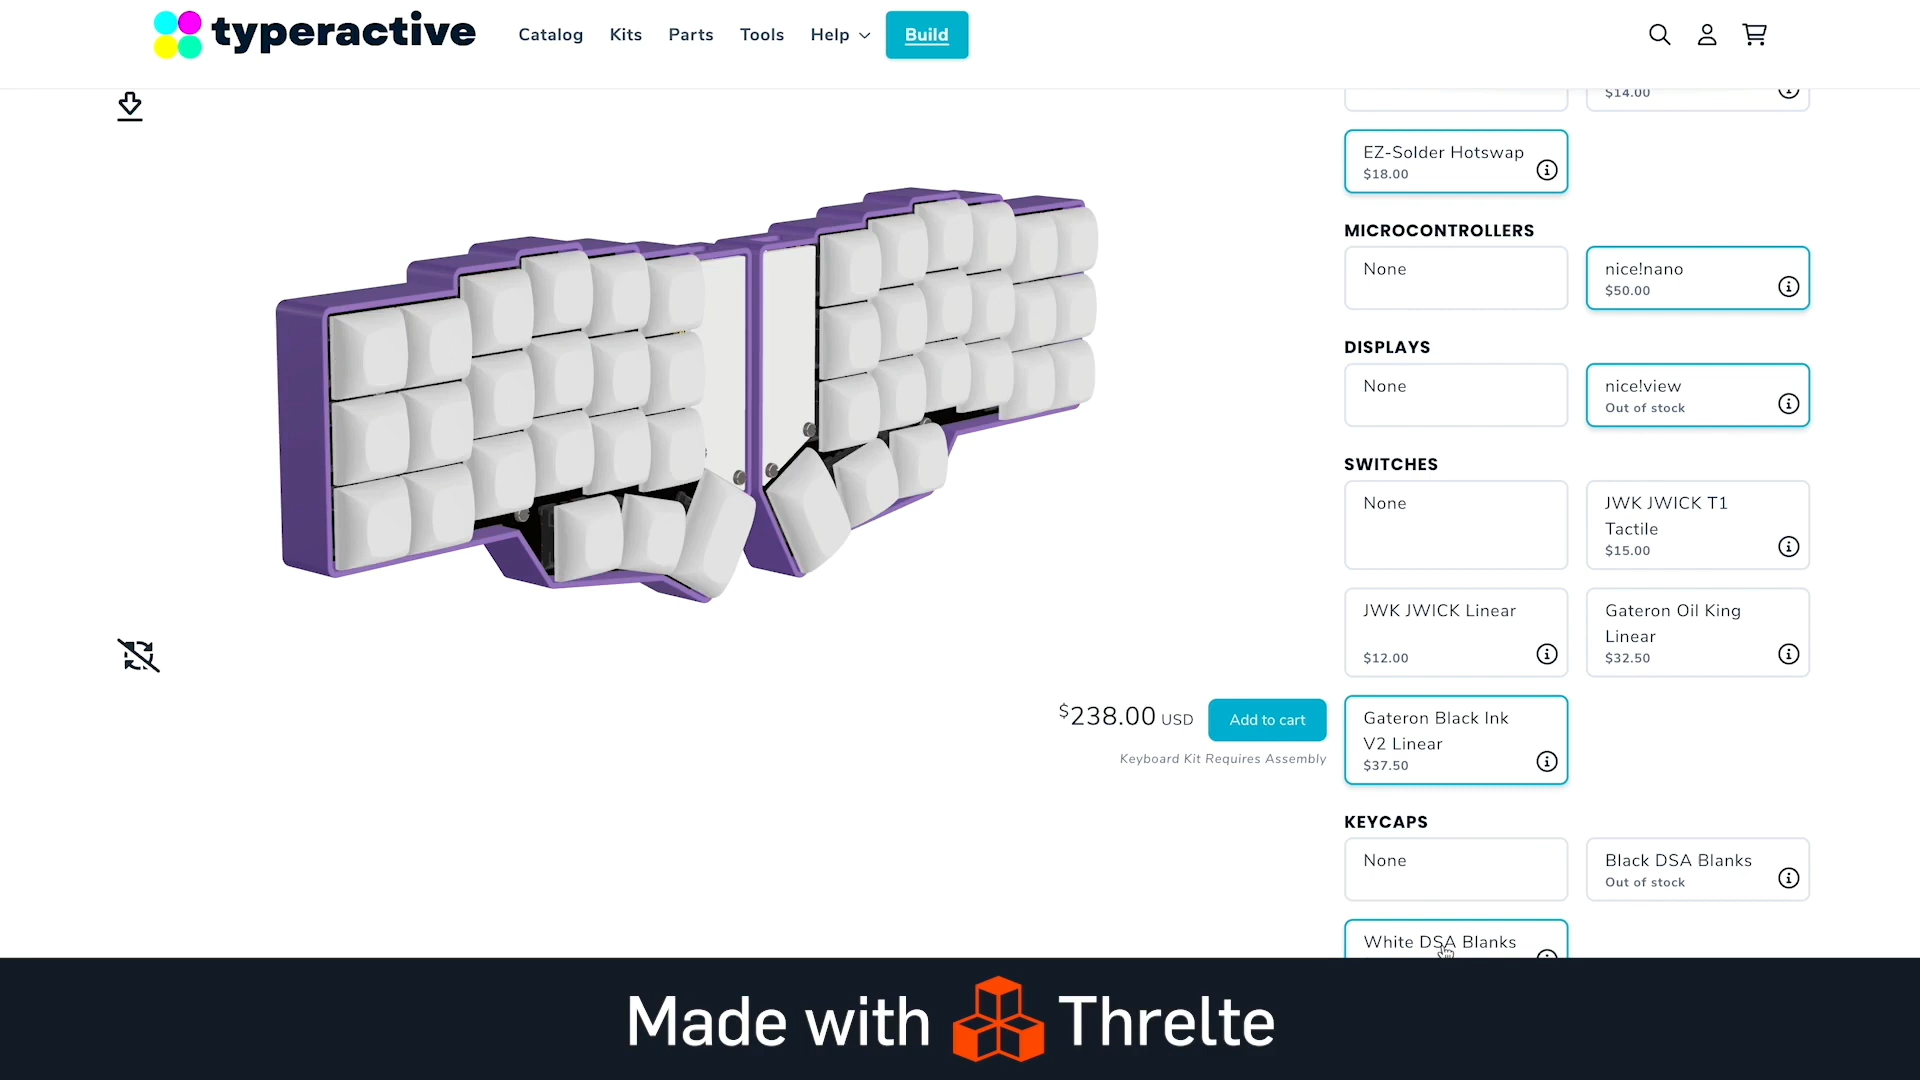 typeractive
Catalog Kits Parts Tools Help Build
$14.00
EZ-Solder Hotswap
$18.00
MICROCONTROLLERS
None
nice!nano
$50.00
DISPLAYS
None
nice!view
Out of stock
SWITCHES
None
JWK JWICK T1
Tactile
$15.00
JWK JWICK Linear
$12.00
Gateron Oil King
Linear
$32.50
$238.00 USD
Add to cart
Keyboard Kit Requires Assembly
Gateron Black Ink
V2 Linear
$37.50
KEYCAPS
None
Black DSA Blanks
Out of stock
White DSA Blanks
Made with Threlte